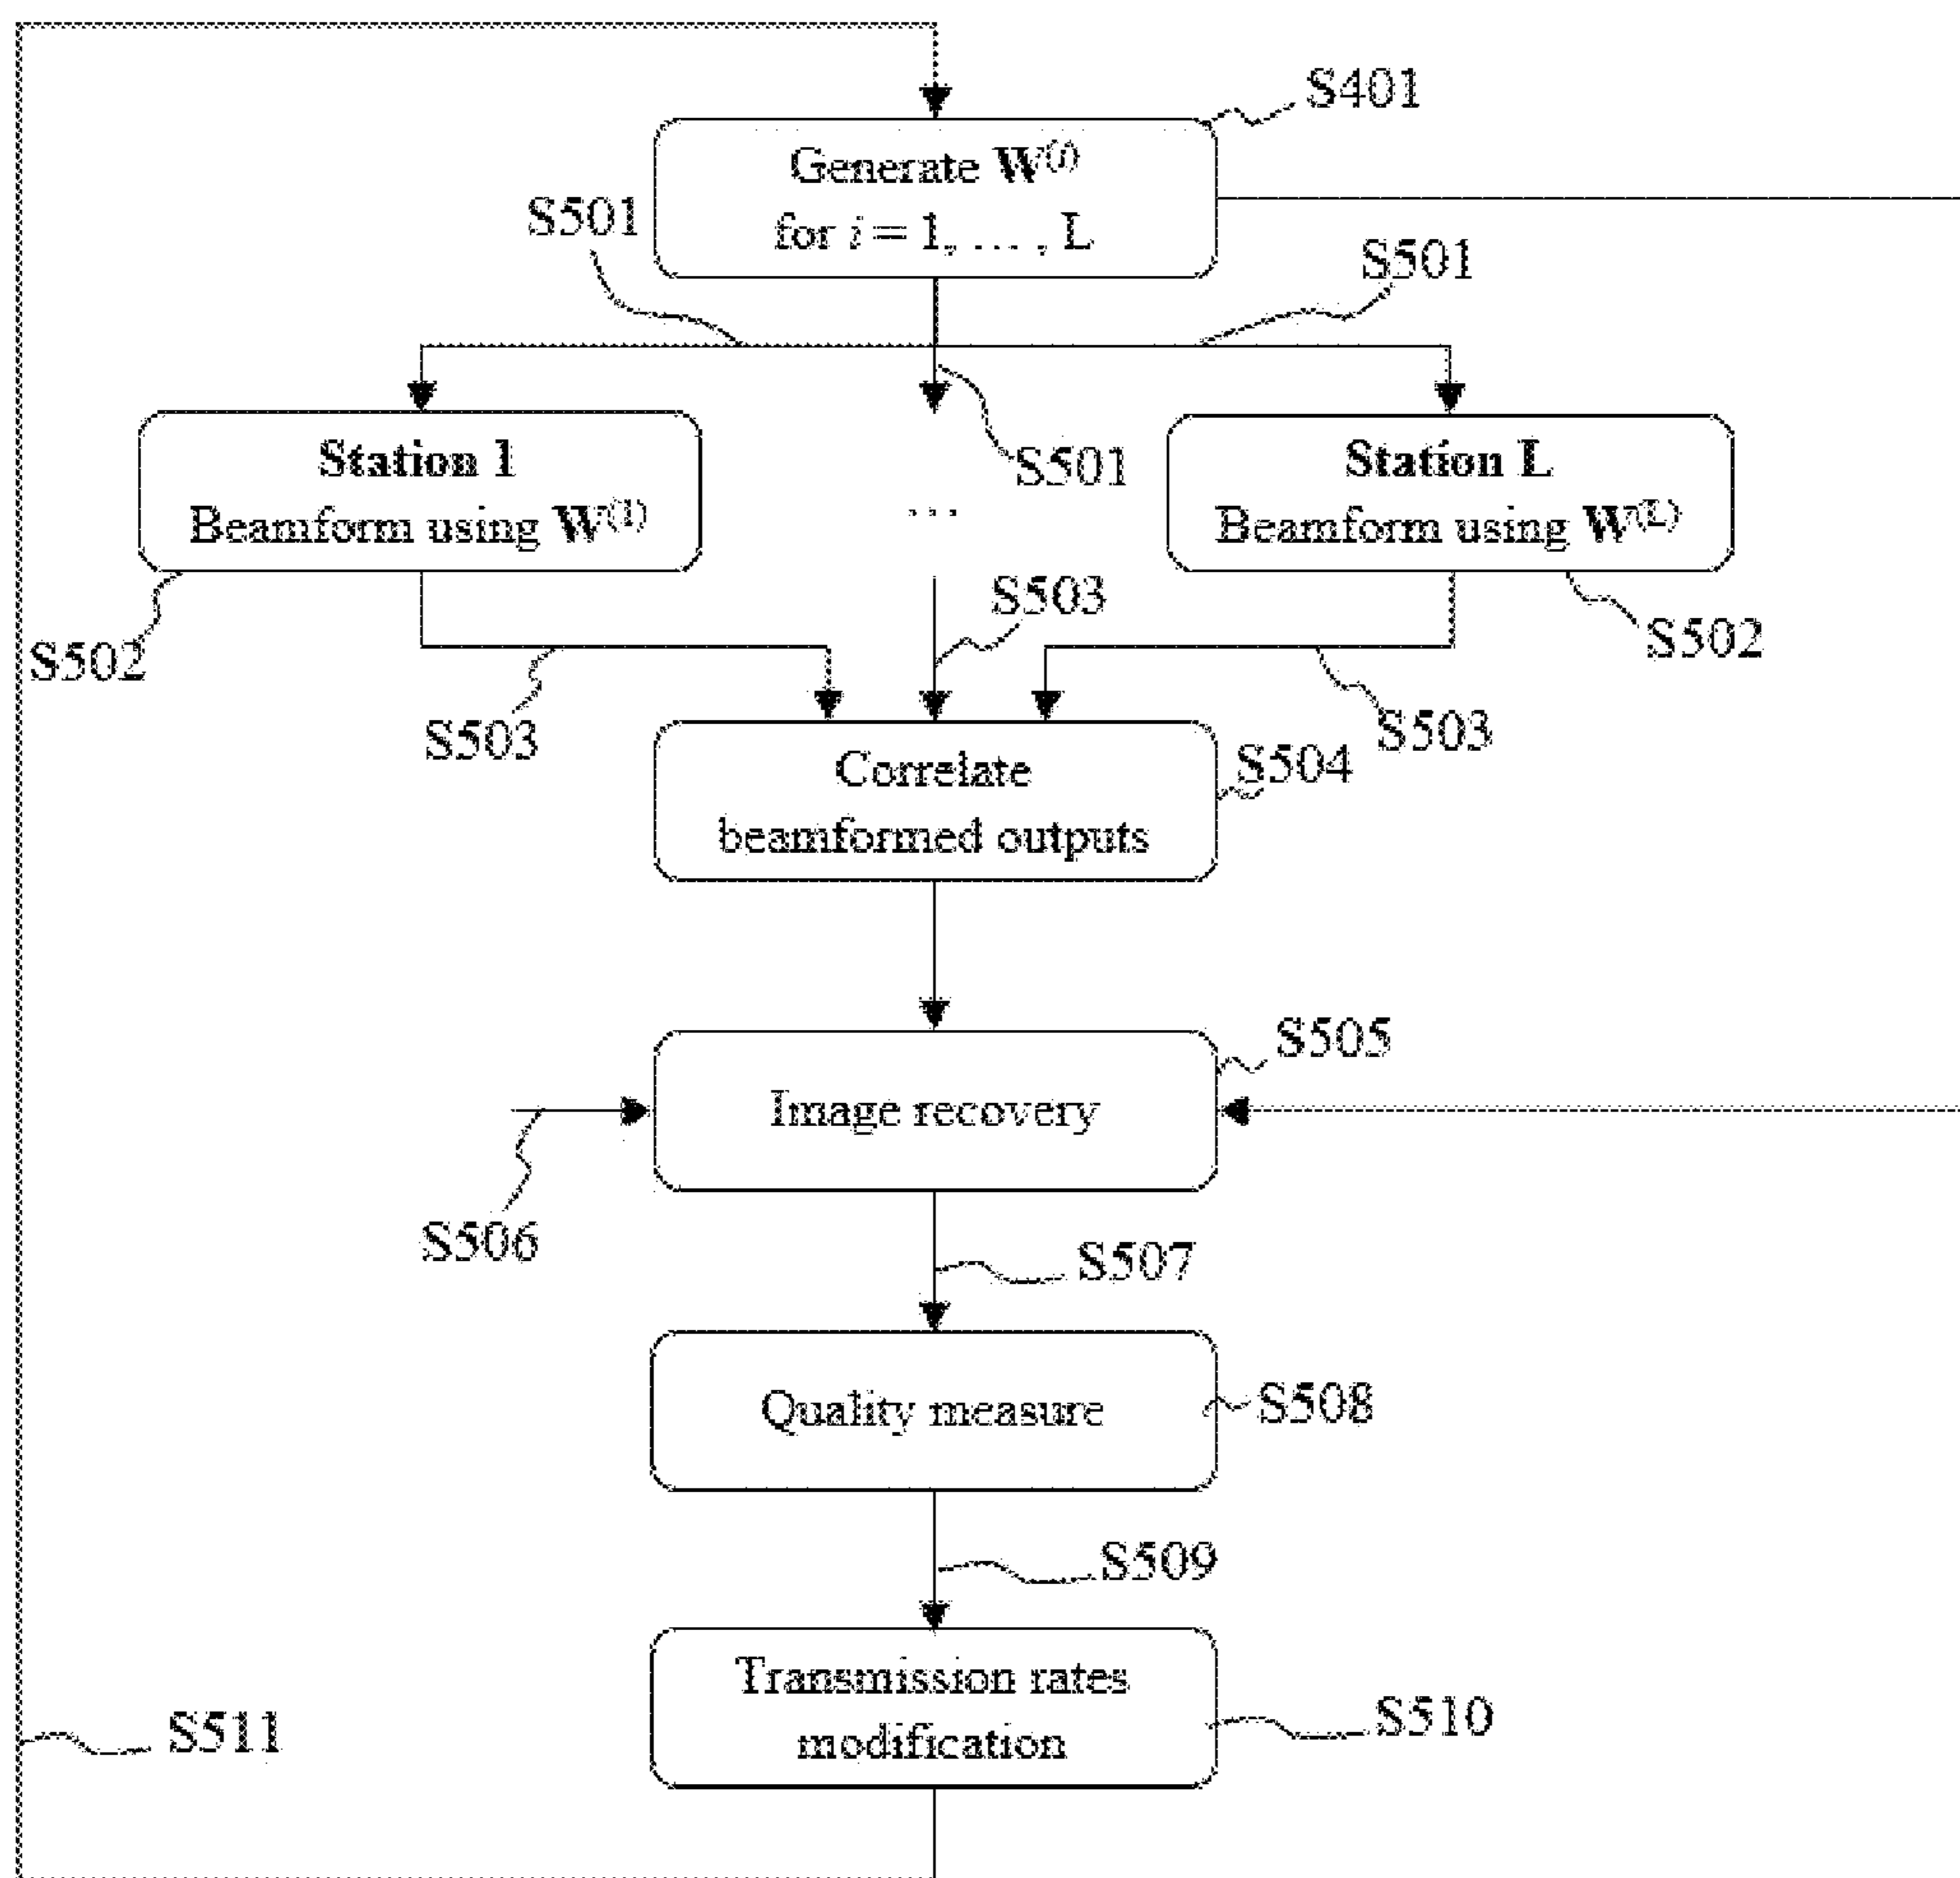 S401
Generate W(i)
for i = 1, … , L
S501
S501
S501
Station 1
Beamform using W(1)
…
Station L
Beamform using W(L)
S502
S503
S503
S503
S502
Correlate
beamformed outputs
S504
Image recovery
S505
S506
S507
Quality measure
S508
S509
Transmission rates
modification
S510
S511